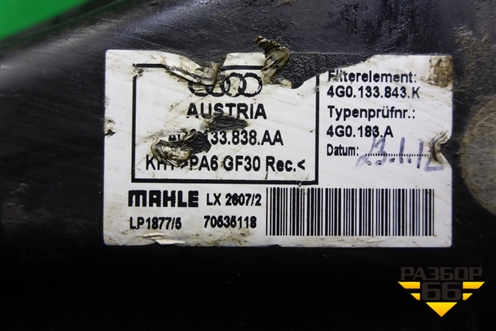 AUSTRIA
.133.838.AA
PA6 GF30 Rec.<
MAHLE LX 2607/2
LP1877/5 70535118
Filterelement:
4G0.133.843.K
Typenprüfnr.:
4G0.183.A
Datum:
РАЗБОР
66